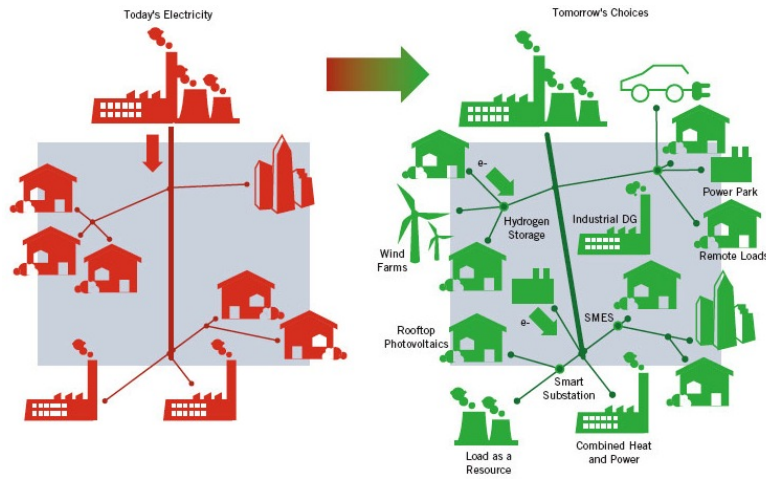 Today's Electricity
Tomorrow's Choices
e-
Power Park
Hydrogen
Storage
Industrial DG
Wind
Farms
Remote Loads
Rooftop
Photovoltaics
e-
SMES
Smart
Substation
Load as a
Resource
Combined Heat
and Power